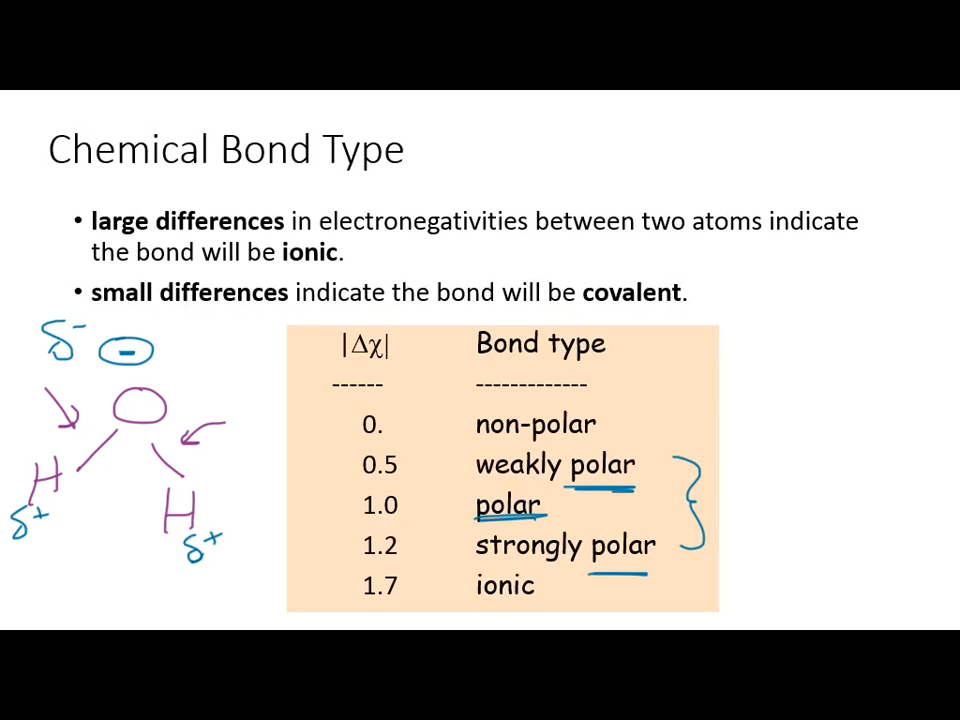 Chemical Bond Type
• large differences in electronegativities between two atoms indicate
the bond will be ionic.
• small differences indicate the bond will be covalent.
δ- -
O
H
δ+
H
δ+
|Δχ| Bond type
------ -------------
0. non-polar
0.5 weakly polar
1.0 polar
1.2 strongly polar
1.7 ionic